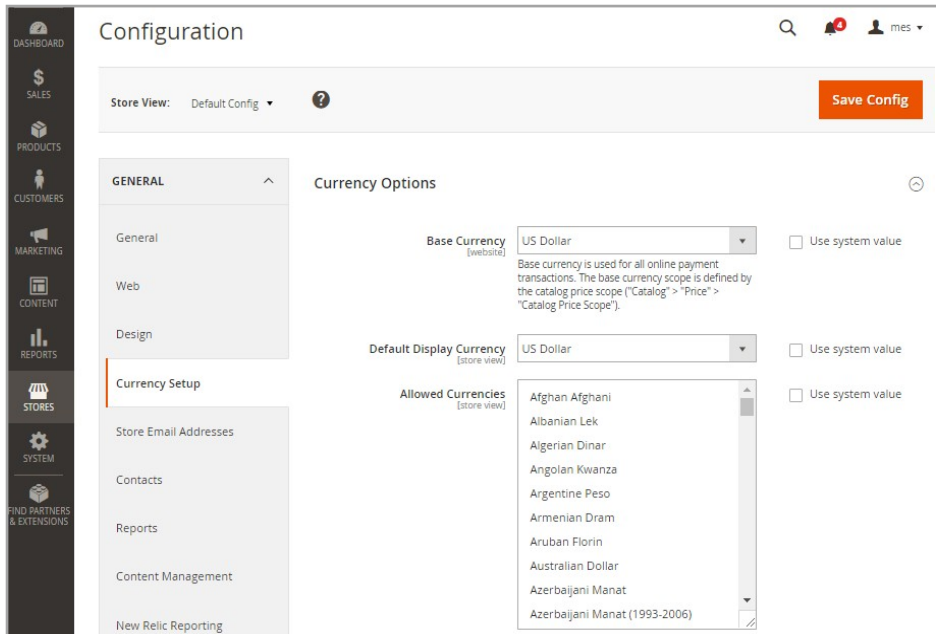 DASHBOARD
$
SALES
PRODUCTS
CUSTOMERS
MARKETING
CONTENT
REPORTS
STORES
SYSTEM
FIND PARTNERS
& EXTENSIONS
Configuration
4
mes
Store View: Default Config
?
Save Config
GENERAL
General
Web
Design
Currency Setup
Store Email Addresses
Contacts
Reports
Content Management
New Relic Reporting
Currency Options
Base Currency
[website]
US Dollar
Use system value
Base currency is used for all online payment
transactions. The base currency scope is defined by
the catalog price scope ("Catalog" > "Price" >
"Catalog Price Scope").
Default Display Currency
[store view]
US Dollar
Use system value
Allowed Currencies
[store view]
Afghan Afghani
Albanian Lek
Algerian Dinar
Angolan Kwanza
Argentine Peso
Armenian Dram
Aruban Florin
Australian Dollar
Azerbaijani Manat
Azerbaijani Manat (1993-2006)
Use system value